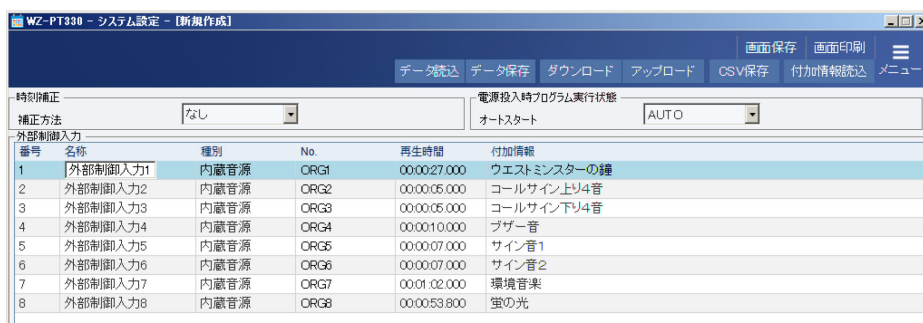 WZ-PT330 - システム設定 - [新規作成]
画面保存 画面印刷
データ読込 データ保存 ダウンロード アップロード CSV保存 付加情報読込 メニュー
時刻補正 電源投入時プログラム実行状態
補正方法 なし オートスタート AUTO
外部制御入力
番号 名称 種別 No. 再生時間 付加情報
1 外部制御入力1 内蔵音源 ORG1 00:00:27.000 ウエストミンスターの鐘
2 外部制御入力2 内蔵音源 ORG2 00:00:05.000 コールサイン上り4音
3 外部制御入力3 内蔵音源 ORG3 00:00:05.000 コールサイン下り4音
4 外部制御入力4 内蔵音源 ORG4 00:00:10.000 ブザー音
5 外部制御入力5 内蔵音源 ORG5 00:00:07.000 サイン音1
6 外部制御入力6 内蔵音源 ORG6 00:00:07.000 サイン音2
7 外部制御入力7 内蔵音源 ORG7 00:01:02.000 環境音楽
8 外部制御入力8 内蔵音源 ORG8 00:00:53.800 蛍の光